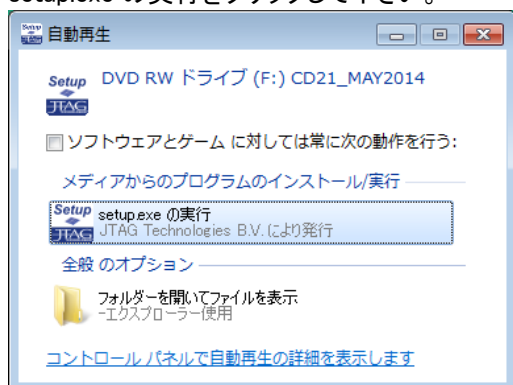 setup.exe の実行をクリックして下さい。
自動再生
Setup
JTAG
DVD RW ドライブ (F:) CD21_MAY2014
ソフトウェアとゲーム に対しては常に次の動作を行う:
メディアからのプログラムのインストール/実行
Setup
JTAG
setup.exe の実行
JTAG Technologies B.V. により発行
全般 のオプション
フォルダーを開いてファイルを表示
-エクスプローラー使用
コントロール パネルで自動再生の詳細を表示します